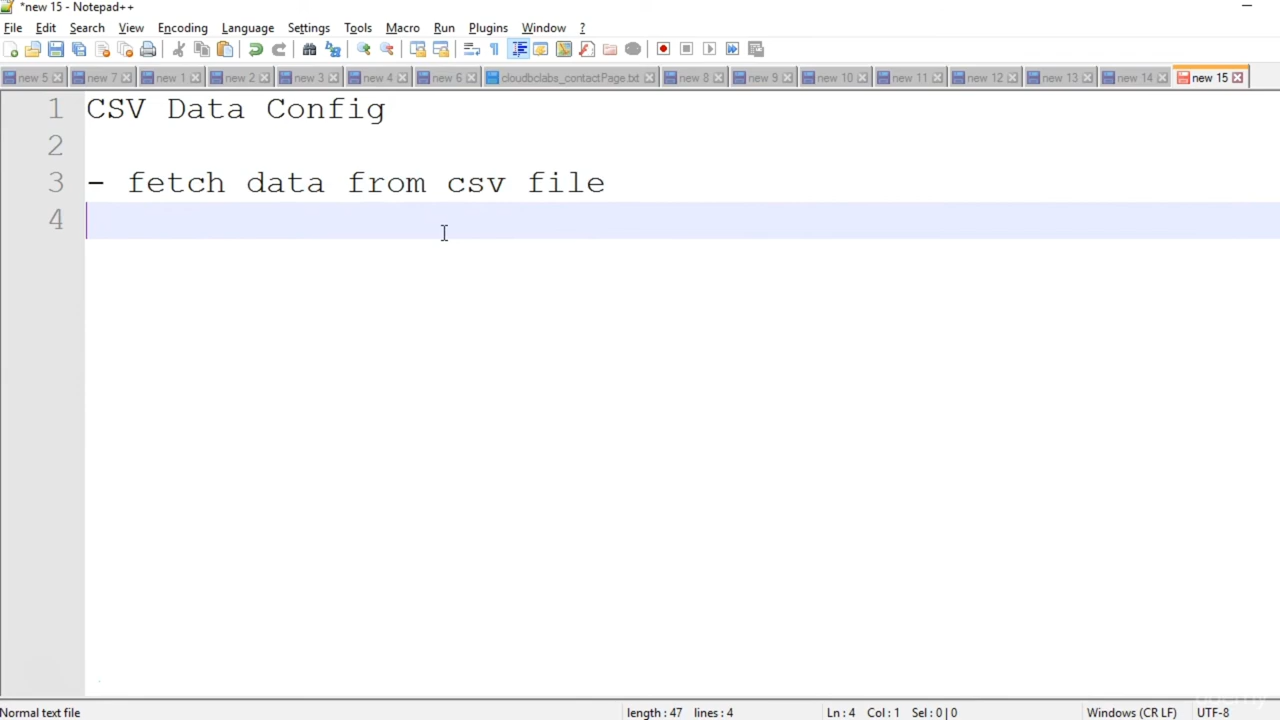 *new 15 - Notepad++
File Edit Search View Encoding Language Settings Tools Macro Run Plugins Window ?
new 5 new 7 new 1 new 2 new 3 new 4 new 6 cloudbclabs_contactPage.txt new 8 new 9 new 10 new 11 new 12 new 13 new 14 new 15
1 CSV Data Config
2
3 - fetch data from csv file
4
Normal text file length : 47 lines : 4 Ln : 4 Col : 1 Sel : 0 | 0 Windows (CR LF) UTF-8